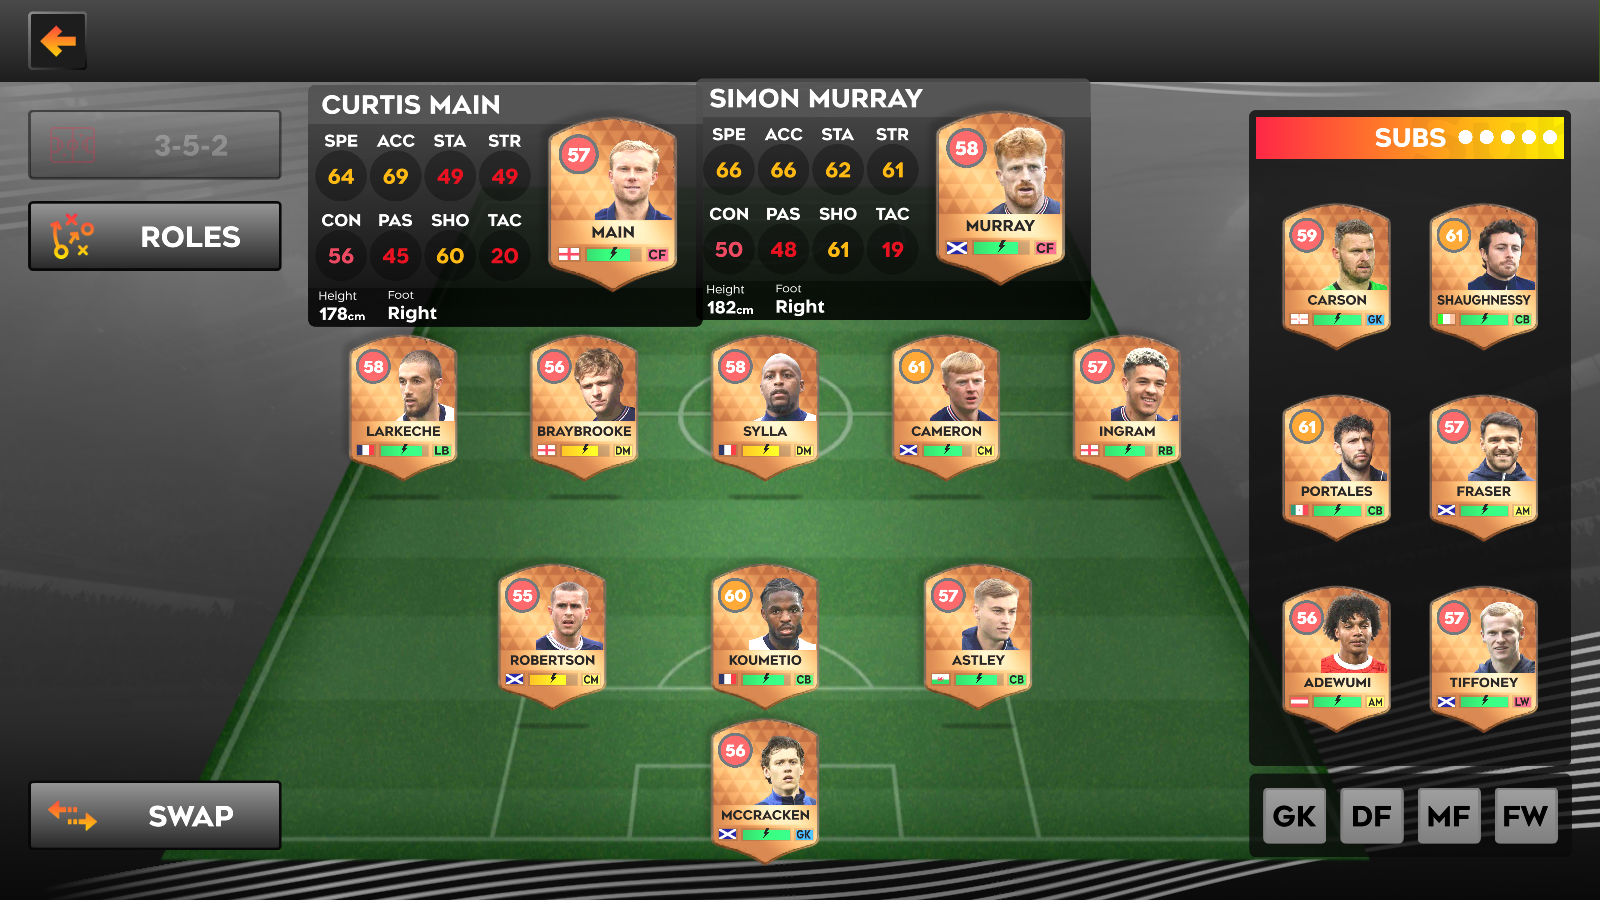 3-5-2
ROLES
CURTIS MAIN
SPE ACC STA STR
64 69 49 49
CON PAS SHO TAC
56 45 60 20
Height Foot
178cm Right
57
MAIN
CF
SIMON MURRAY
SPE ACC STA STR
66 66 62 61
CON PAS SHO TAC
50 48 61 19
Height Foot
182cm Right
58
MURRAY
CF
58 56 58 61 57
LARKECHE BRAYBROOKE SYLLA CAMERON INGRAM
LB DM DM CM RB
55 60 57
ROBERTSON KOUMETIO ASTLEY
CM CB CB
56
MCCRACKEN
GK
SWAP
SUBS
59 61
CARSON SHAUGHNESSY
GK CB
61 57
PORTALES FRASER
CB AM
56 57
ADEWUMI TIFFONEY
AM LW
GK DF MF FW